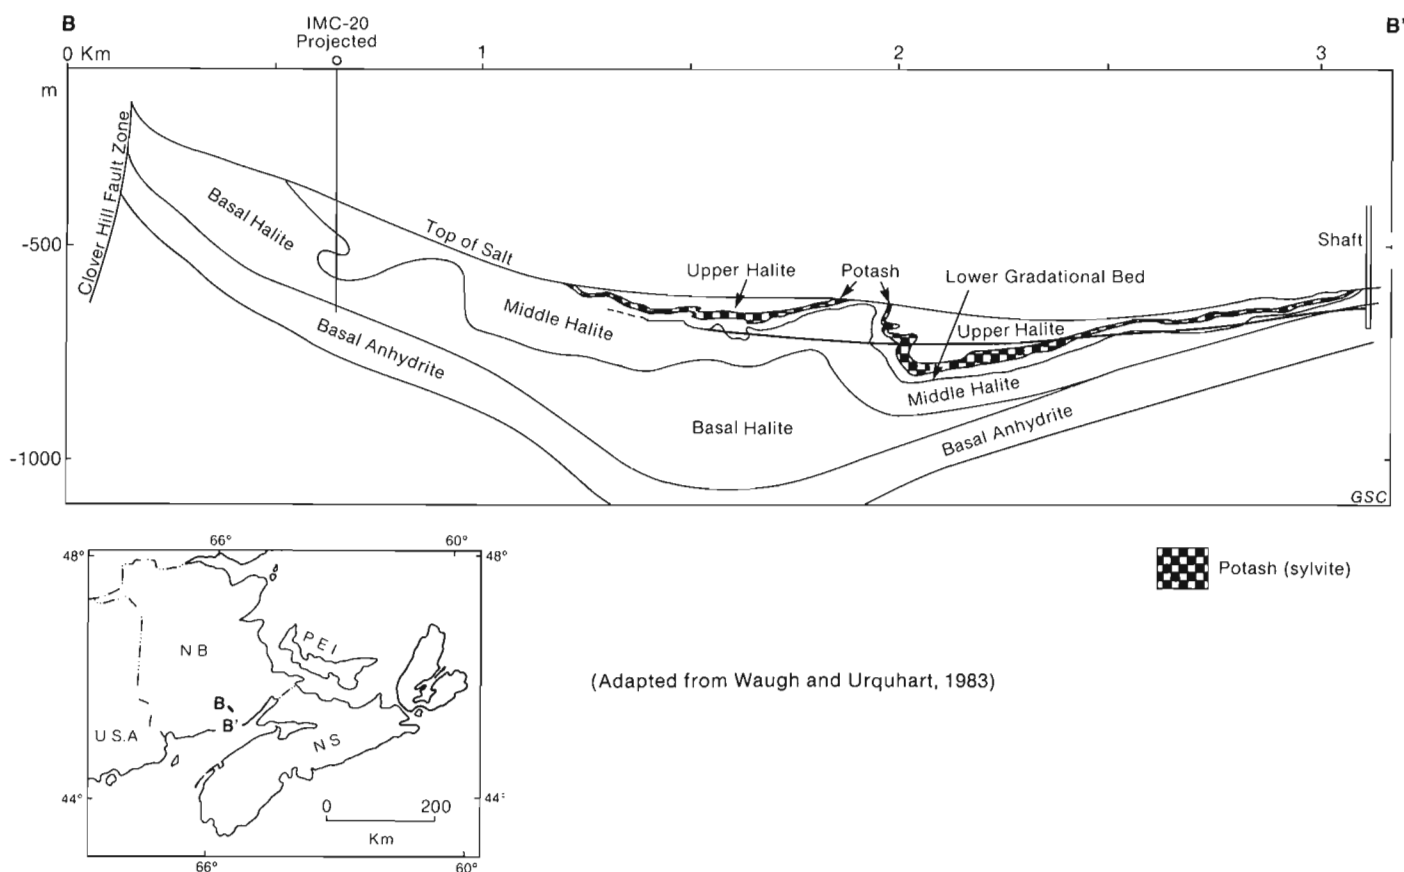 B
B'
IMC-20
Projected
0 Km
1
2
3
m
Clover Hill Fault Zone
Basal Halite
Top of Salt
Upper Halite
Potash
Lower Gradational Bed
Shaft
-500
Middle Halite
Upper Halite
Basal Anhydrite
Middle Halite
Basal Halite
Basal Anhydrite
-1000
GSC
66°
60°
48°
48°
Potash (sylvite)
PEI
NB
(Adapted from Waugh and Urquhart, 1983)
B
B'
U.S.A
NS
44°
0 200
44°
Km
66°
60°